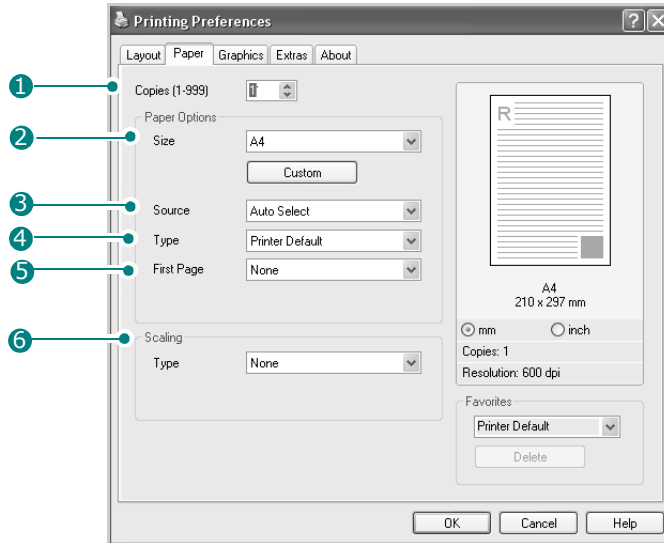 Printing Preferences
Layout Paper Graphics Extras About
1 Copies (1-999) 1
Paper Options
2 Size A4
Custom
3 Source Auto Select
4 Type Printer Default
5 First Page None
6 Scaling
Type None
R
A4
210 x 297 mm
mm inch
Copies: 1
Resolution: 600 dpi
Favorites
Printer Default
Delete
OK Cancel Help